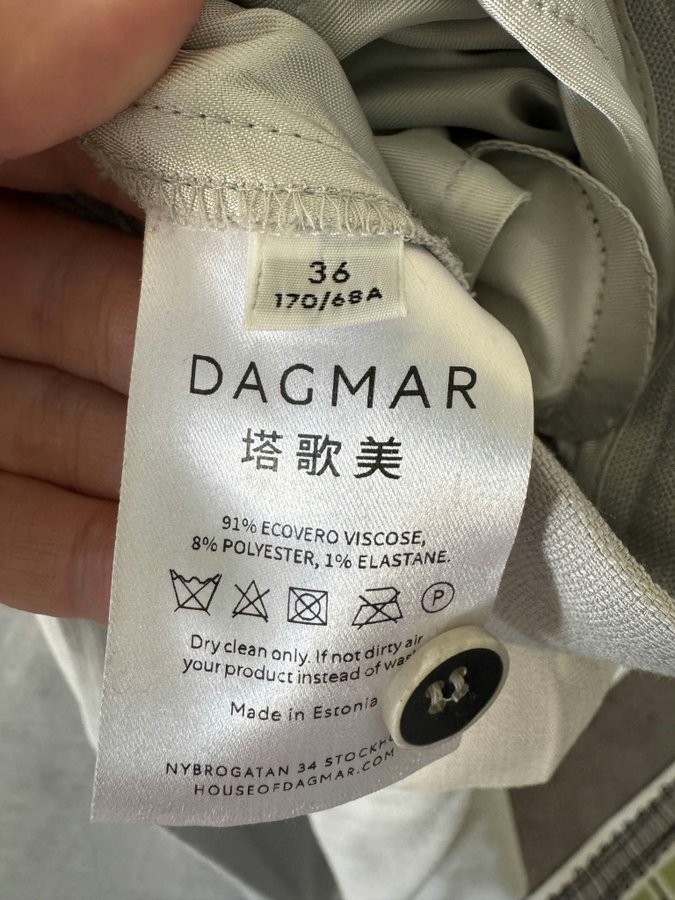 36
170/68A
DAGMAR
塔歌美
91% ECOVERO VISCOSE,
8% POLYESTER, 1% ELASTANE.
P
Dry clean only. If not dirty air
your product instead of
Made in Estonia
NYBROGATAN 34
HOUSEOFDAGMAR.COM